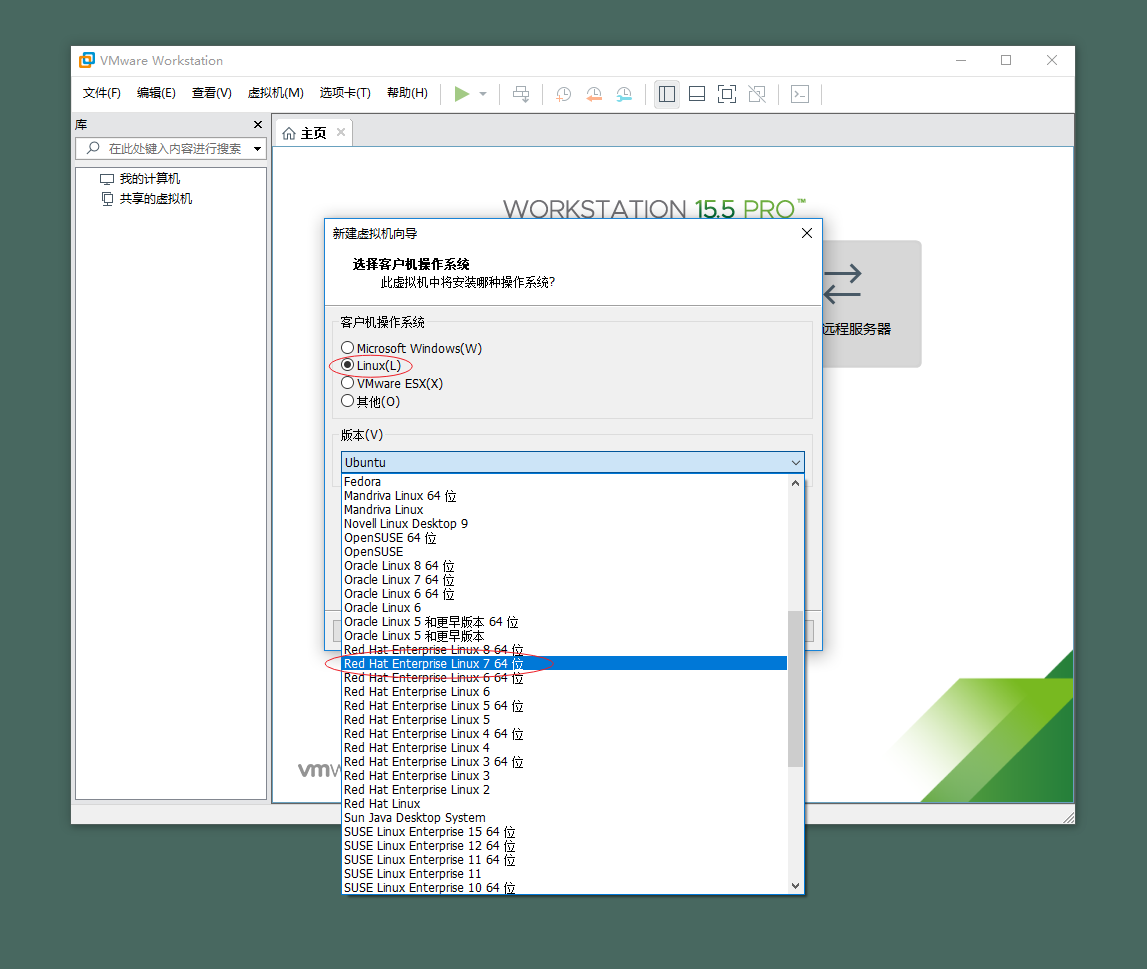 VMware Workstation
文件(F) 编辑(E) 查看(V) 虚拟机(M) 选项卡(T) 帮助(H)
库
主页
在此处键入内容进行搜索
我的计算机
共享的虚拟机
WORKSTATION 15.5 PRO™
新建虚拟机向导
选择客户机操作系统
此虚拟机中将安装哪种操作系统?
远程服务器
客户机操作系统
Microsoft Windows(W)
Linux(L)
VMware ESX(X)
其他(O)
版本(V)
Ubuntu
Fedora
Mandriva Linux 64 位
Mandriva Linux
Novell Linux Desktop 9
OpenSUSE 64 位
OpenSUSE
Oracle Linux 8 64 位
Oracle Linux 7 64 位
Oracle Linux 6 64 位
Oracle Linux 6
Oracle Linux 5 和更早版本 64 位
Oracle Linux 5 和更早版本
Red Hat Enterprise Linux 8 64 位
Red Hat Enterprise Linux 7 64 位
Red Hat Enterprise Linux 6 64 位
Red Hat Enterprise Linux 6
Red Hat Enterprise Linux 5 64 位
Red Hat Enterprise Linux 5
Red Hat Enterprise Linux 4 64 位
Red Hat Enterprise Linux 4
Red Hat Enterprise Linux 3 64 位
vmw
Red Hat Enterprise Linux 3
Red Hat Enterprise Linux 2
Red Hat Linux
Sun Java Desktop System
SUSE Linux Enterprise 15 64 位
SUSE Linux Enterprise 12 64 位
SUSE Linux Enterprise 11 64 位
SUSE Linux Enterprise 11
SUSE Linux Enterprise 10 64 位